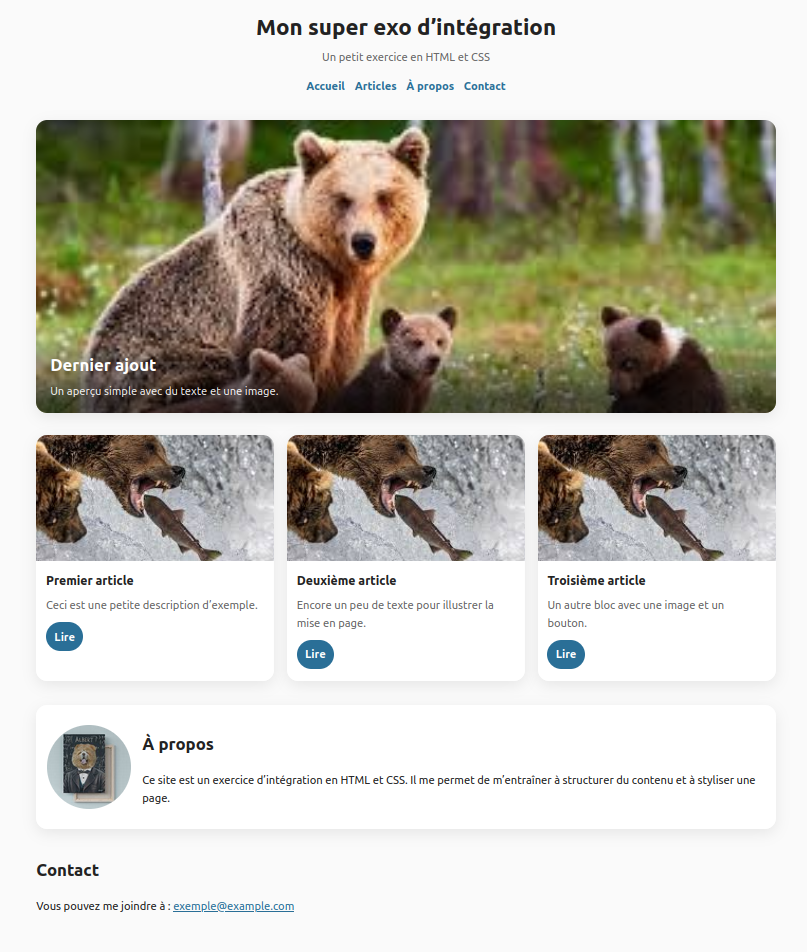 Mon super exo d’intégration
Un petit exercice en HTML et CSS
Accueil Articles À propos Contact
Dernier ajout
Un aperçu simple avec du texte et une image.
Premier article
Ceci est une petite description d’exemple.
Lire
Deuxième article
Encore un peu de texte pour illustrer la
mise en page.
Lire
Troisième article
Un autre bloc avec une image et un
bouton.
Lire
À propos
Ce site est un exercice d’intégration en HTML et CSS. Il me permet de m’entraîner à structurer du contenu et à styliser une
page.
Contact
Vous pouvez me joindre à : exemple@example.com